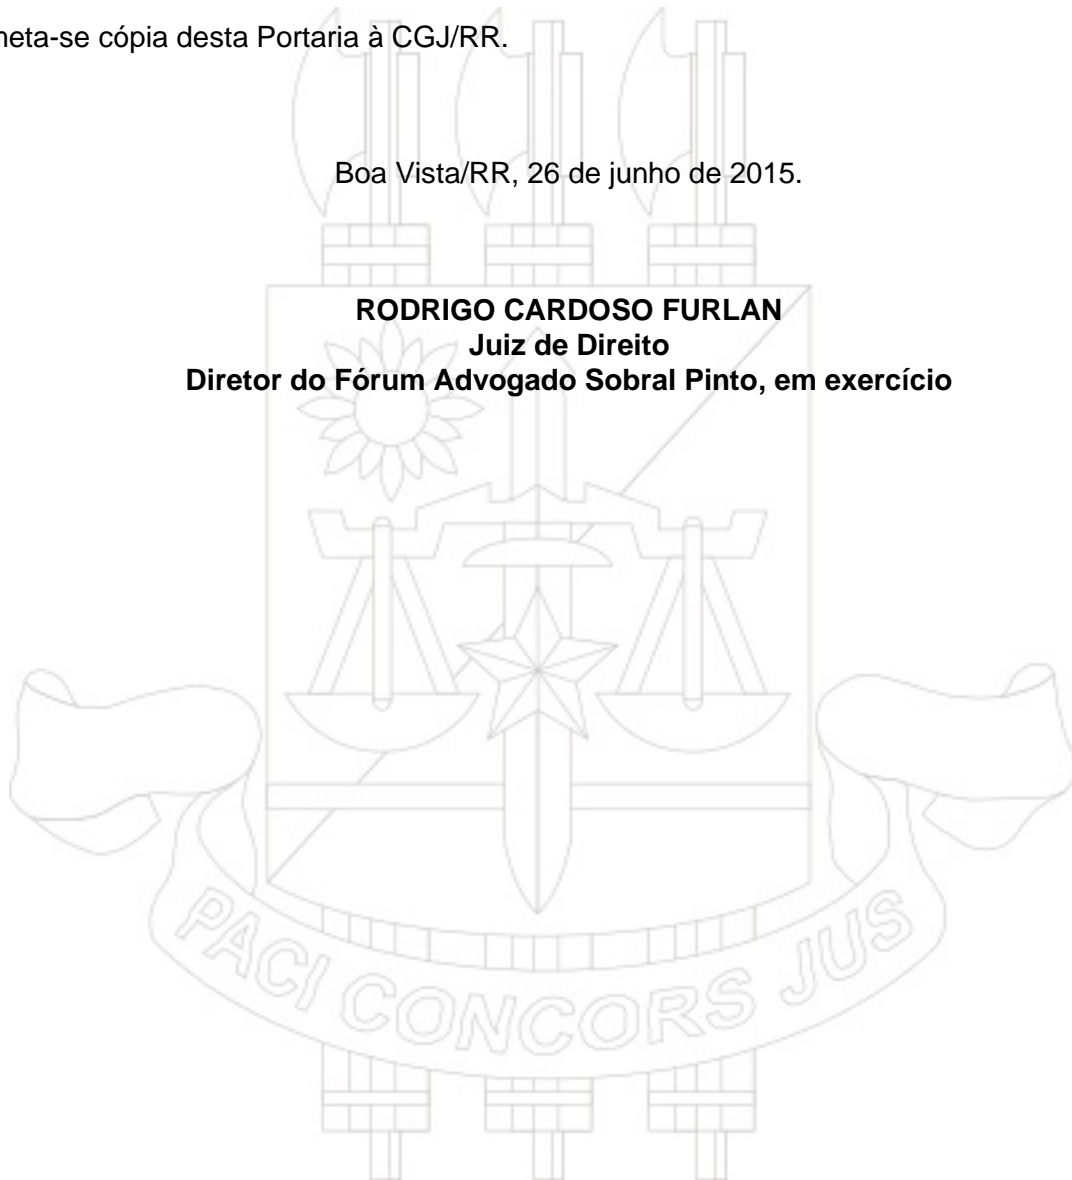 neta-se cópia desta Portaria à CGJ/RR.
Boa Vista/RR, 26 de junho de 2015.
RODRIGO CARDOSO FURLAN
Juiz de Direito
Diretor do Fórum Advogado Sobral Pinto, em exercício
PACI CONCORS JUS